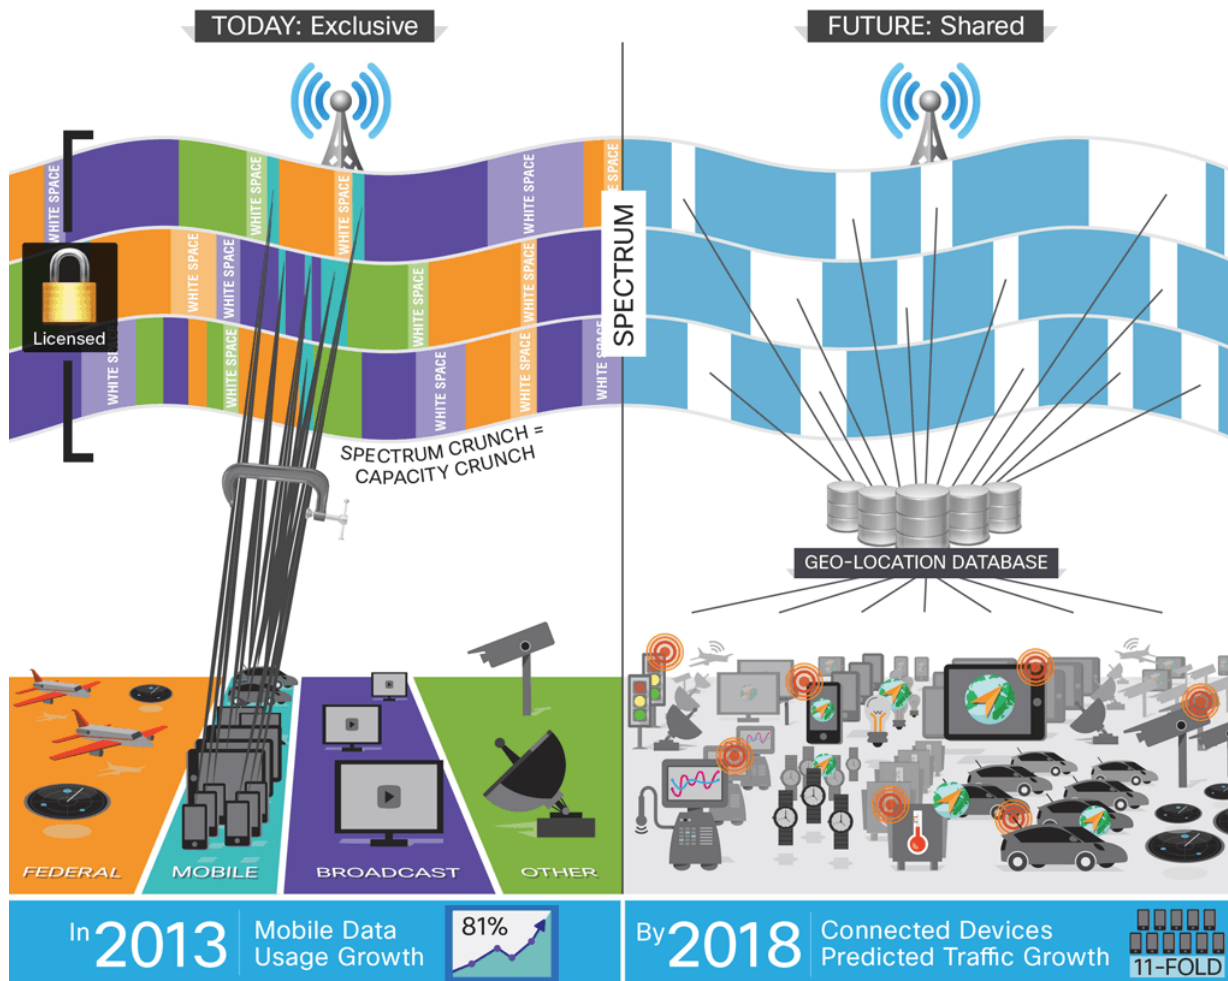 TODAY: Exclusive
FUTURE: Shared
WHITE SPACE
WHITE SPACE
WHITE SPACE
WHITE SPACE
WHITE SPACE
WHITE SPACE
WHITE SPACE
WHITE SPACE
WHITE SPACE
WHITE SPACE
WHITE SPACE
WHITE SPACE
WHITE SPACE
WHITE SPACE
Licensed
SPECTRUM
SPECTRUM CRUNCH =
CAPACITY CRUNCH
GEO-LOCATION DATABASE
FEDERAL
MOBILE
BROADCAST
OTHER
In 2013
Mobile Data
Usage Growth
81%
By 2018
Connected Devices
Predicted Traffic Growth
11-FOLD